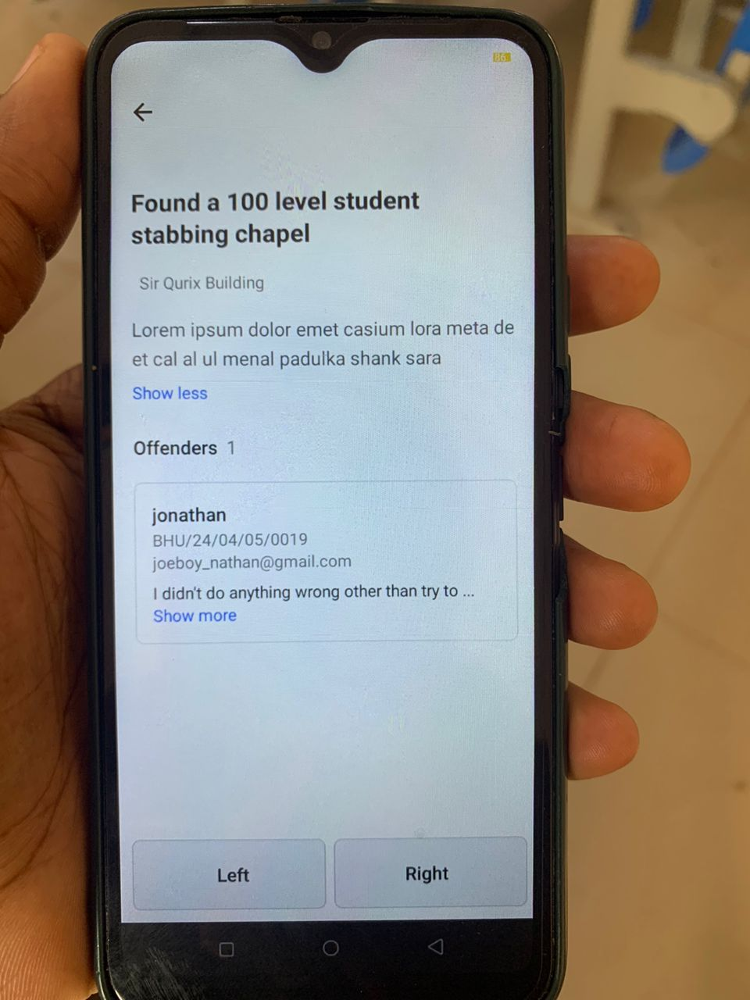 86
Found a 100 level student
stabbing chapel
Sir Qurix Building
Lorem ipsum dolor emet casium lora meta de
et cal al ul menal padulka shank sara
Show less
Offenders 1
jonathan
BHU/24/04/05/0019
joeboy_nathan@gmail.com
I didn't do anything wrong other than try to ...
Show more
Left
Right